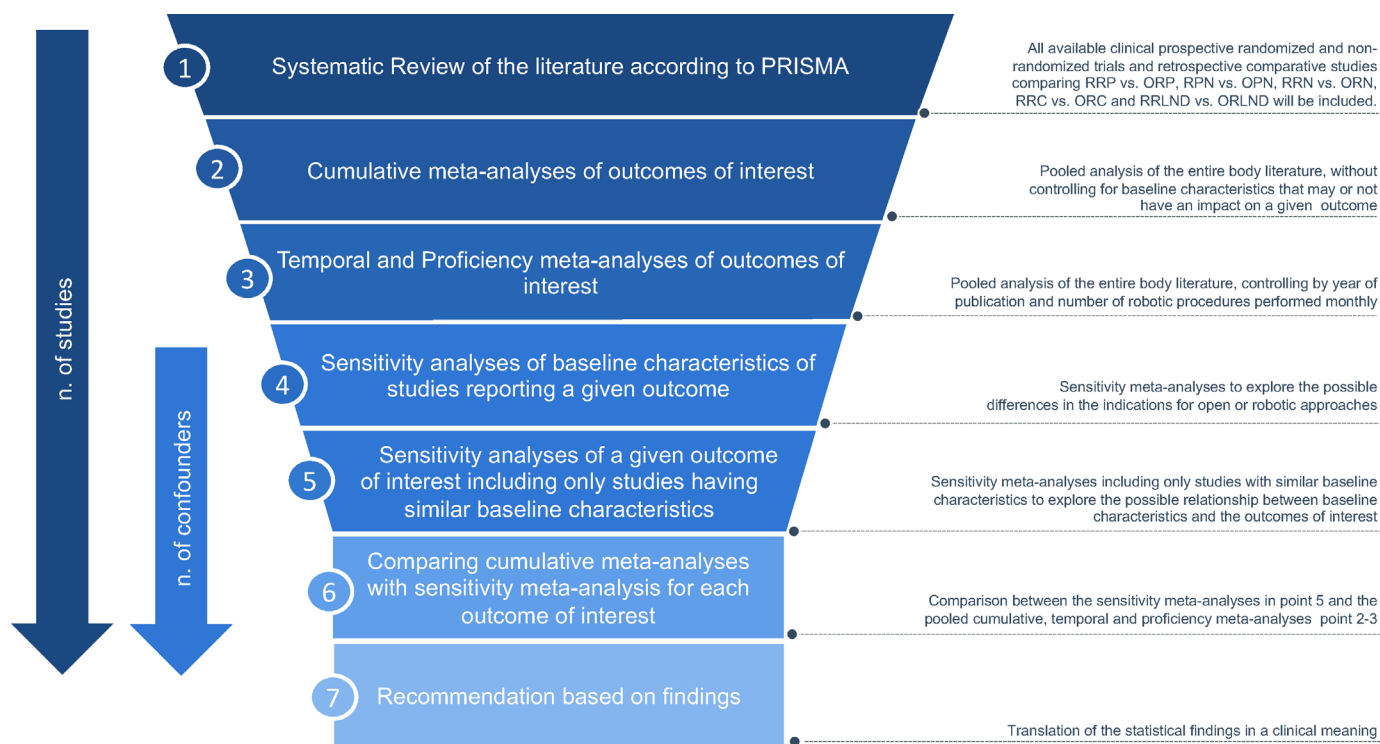 1
Systematic Review of the literature according to PRISMA
All available clinical prospective randomized and non-
randomized trials and retrospective comparative studies
comparing RRP vs. ORP, RPN vs. OPN, RRN vs. ORN,
RRC vs. ORC and RRLND vs. ORLND will be included.
2
Cumulative meta-analyses of outcomes of interest
Pooled analysis of the entire body literature, without
controlling for baseline characteristics that may or not
have an impact on a given outcome
3
Temporal and Proficiency meta-analyses of outcomes of
interest
Pooled analysis of the entire body literature, controlling by year of
publication and number of robotic procedures performed monthly
4
Sensitivity analyses of baseline characteristics of
studies reporting a given outcome
Sensitivity meta-analyses to explore the possible
differences in the indications for open or robotic approaches
5
Sensitivity analyses of a given outcome
of interest including only studies having
similar baseline characteristics
Sensitivity meta-analyses including only studies with similar baseline
characteristics to explore the possible relationship between baseline
characteristics and the outcomes of interest
6
Comparing cumulative meta-analyses
with sensitivity meta-analysis for each
outcome of interest
Comparison between the sensitivity meta-analyses in point 5 and the
pooled cumulative, temporal and proficiency meta-analyses point 2-3
7
Recommendation based on findings
Translation of the statistical findings in a clinical meaning
n. of studies
n. of confounders